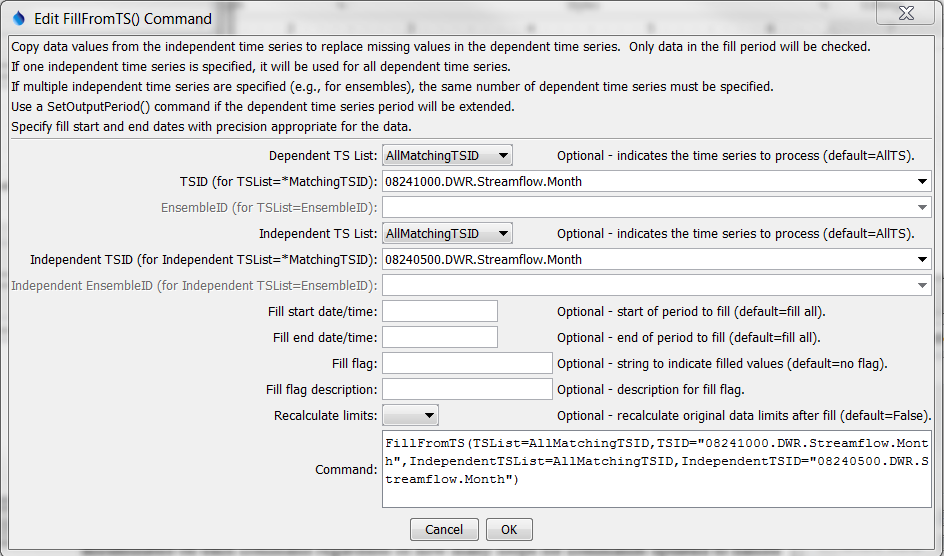 Edit FillFromTS() Command
Copy data values from the independent time series to replace missing values in the dependent time series.  Only data in the fill period will be checked.
If one independent time series is specified, it will be used for all dependent time series.
If multiple independent time series are specified (e.g., for ensembles), the same number of dependent time series must be specified.
Use a SetOutputPeriod() command if the dependent time series period will be extended.
Specify fill start and end dates with precision appropriate for the data.
Dependent TS List: AllMatchingTSID Optional - indicates the time series to process (default=AllTS).
TSID (for TSList=*MatchingTSID): 08241000.DWR.Streamflow.Month
EnsembleID (for TSList=EnsembleID):
Independent TS List: AllMatchingTSID Optional - indicates the time series to process (default=AllTS).
Independent TSID (for Independent TSList=*MatchingTSID): 08240500.DWR.Streamflow.Month
Independent EnsembleID (for Independent TSList=EnsembleID):
Fill start date/time: Optional - start of period to fill (default=fill all).
Fill end date/time: Optional - end of period to fill (default=fill all).
Fill flag: Optional - string to indicate filled values (default=no flag).
Fill flag description: Optional - description for fill flag.
Recalculate limits: Optional - recalculate original data limits after fill (default=False).
FillFromTS(TSList=AllMatchingTSID,TSID="08241000.DWR.Streamflow.Mont
Command: h",IndependentTSList=AllMatchingTSID,IndependentTSID="08240500.DWR.S
treamflow.Month")
Cancel OK